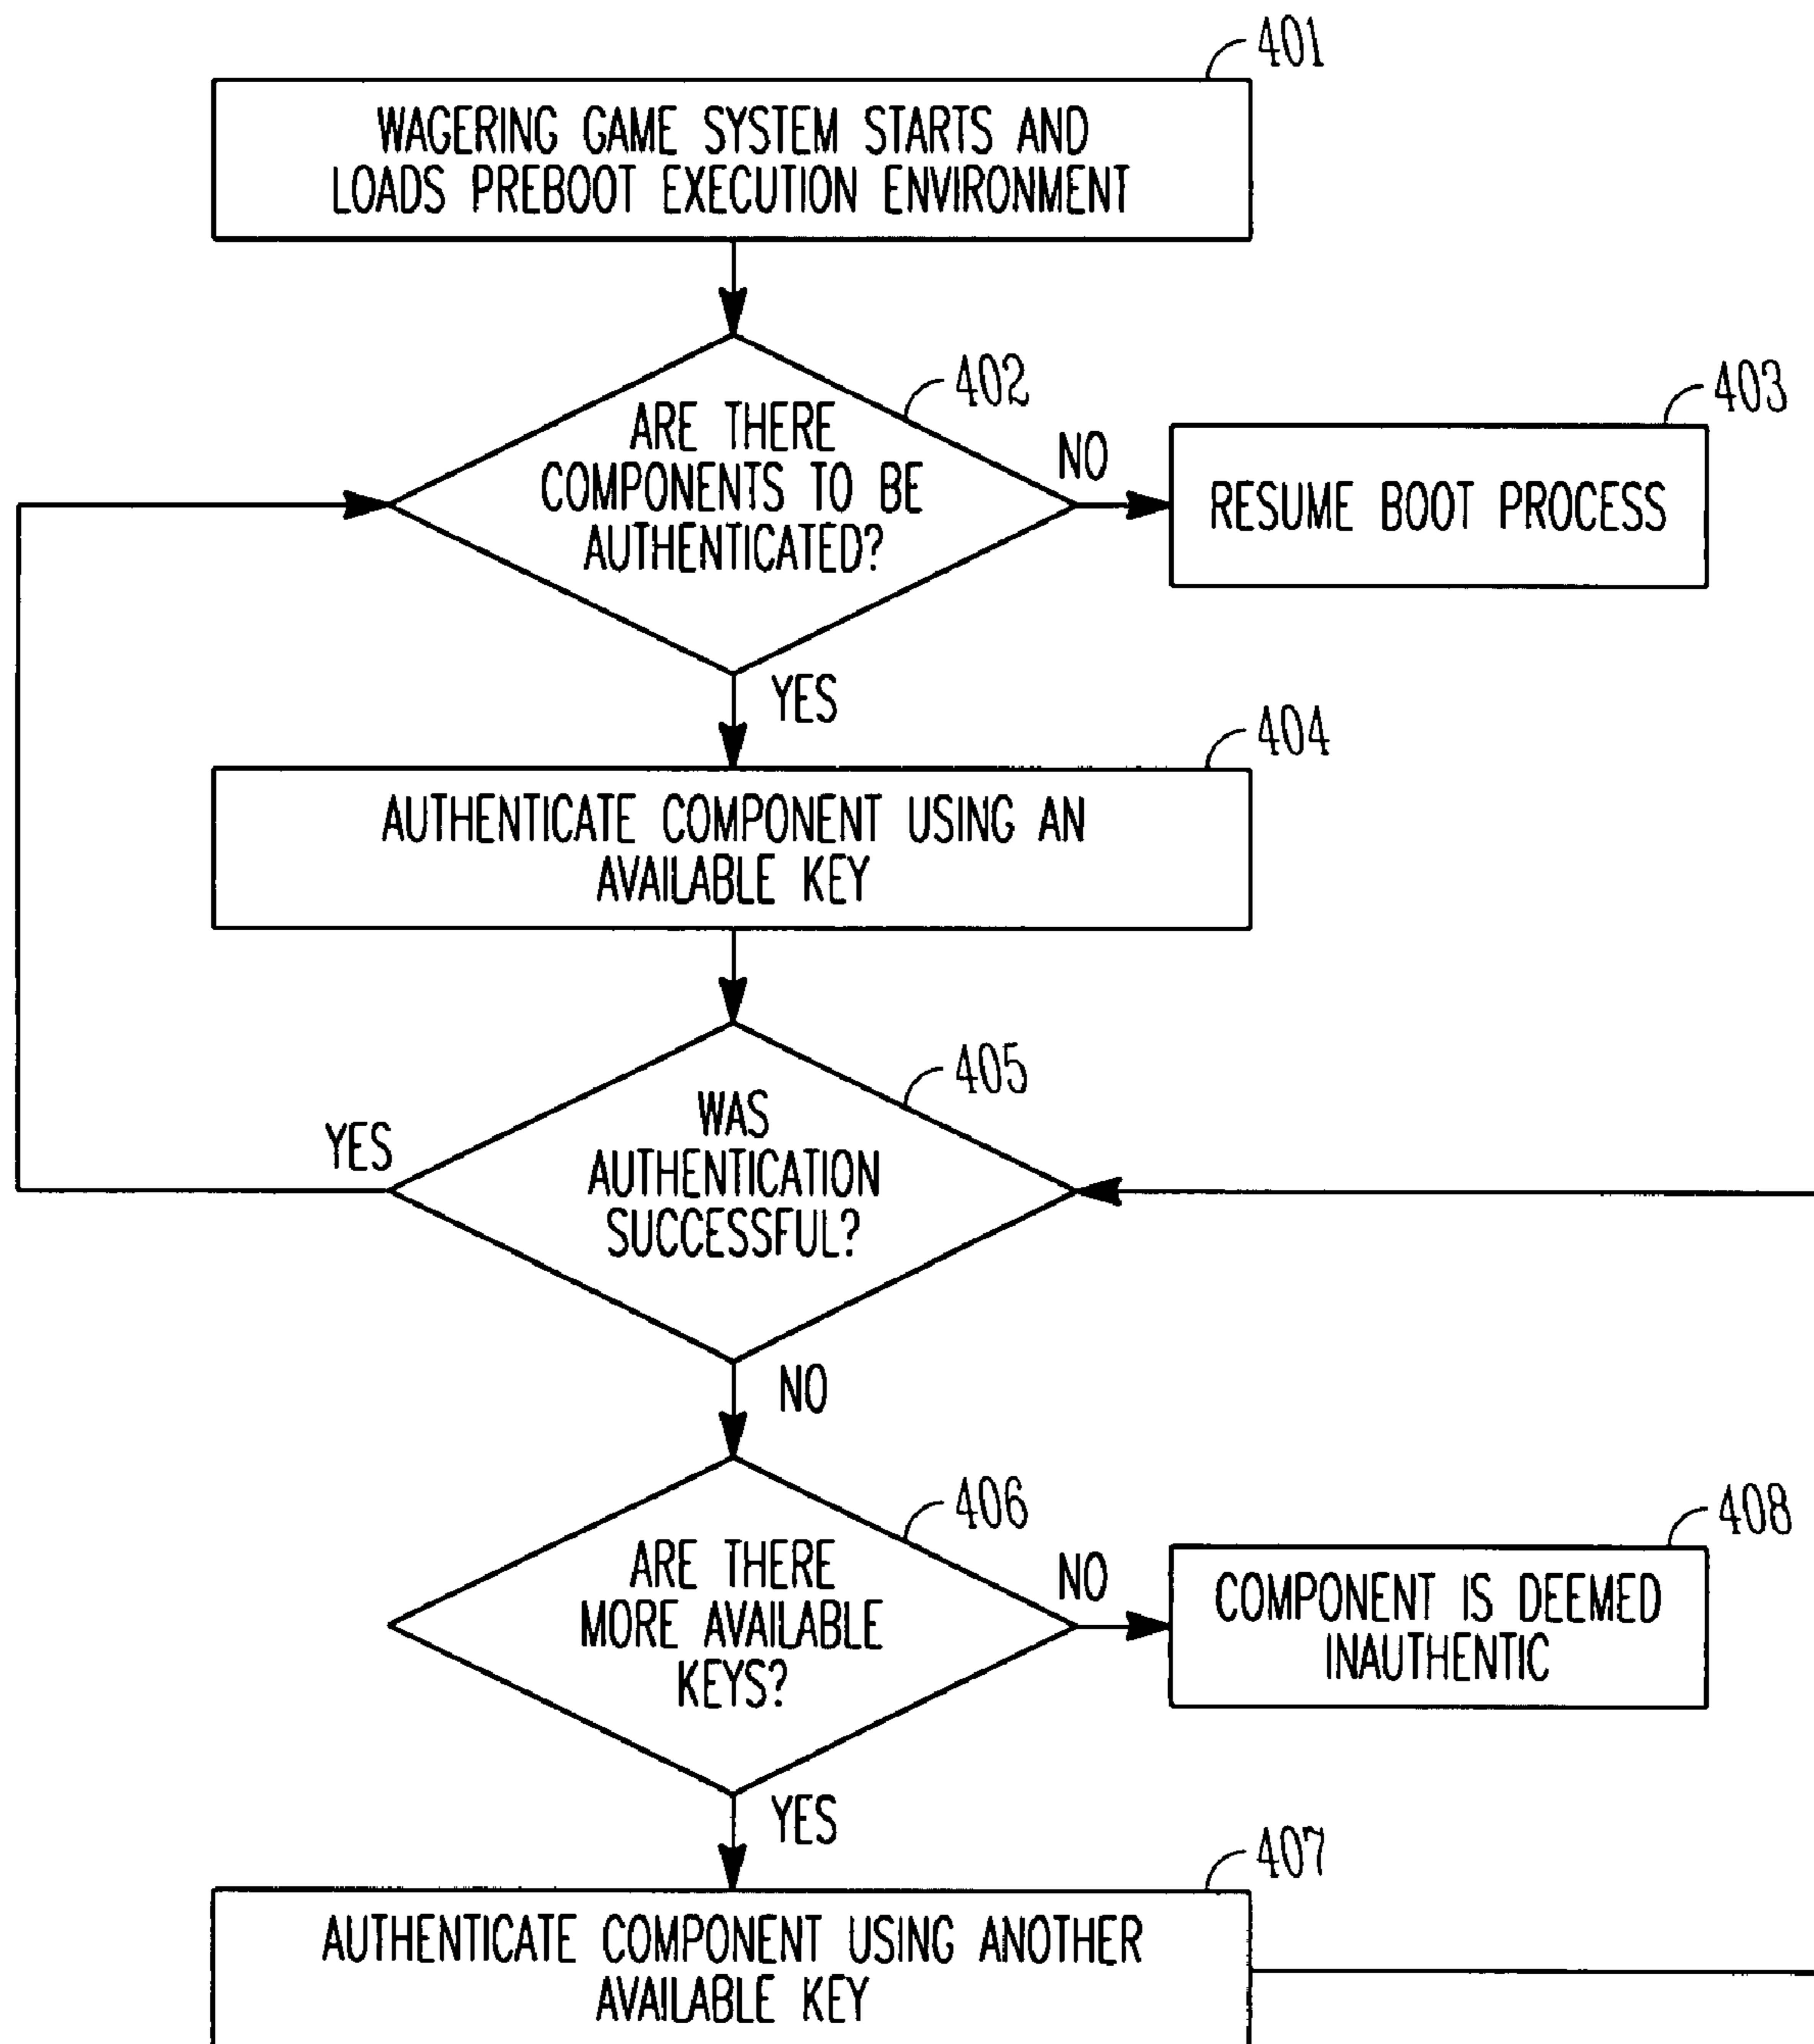 401
WAGERING GAME SYSTEM STARTS AND
LOADS PREBOOT EXECUTION ENVIRONMENT
402
ARE THERE
COMPONENTS TO BE
AUTHENTICATED?
NO
403
RESUME BOOT PROCESS
YES
404
AUTHENTICATE COMPONENT USING AN
AVAILABLE KEY
405
WAS
AUTHENTICATION
SUCCESSFUL?
YES
NO
406
ARE THERE
MORE AVAILABLE
KEYS?
NO
408
COMPONENT IS DEEMED
INAUTHENTIC
YES
407
AUTHENTICATE COMPONENT USING ANOTHER
AVAILABLE KEY